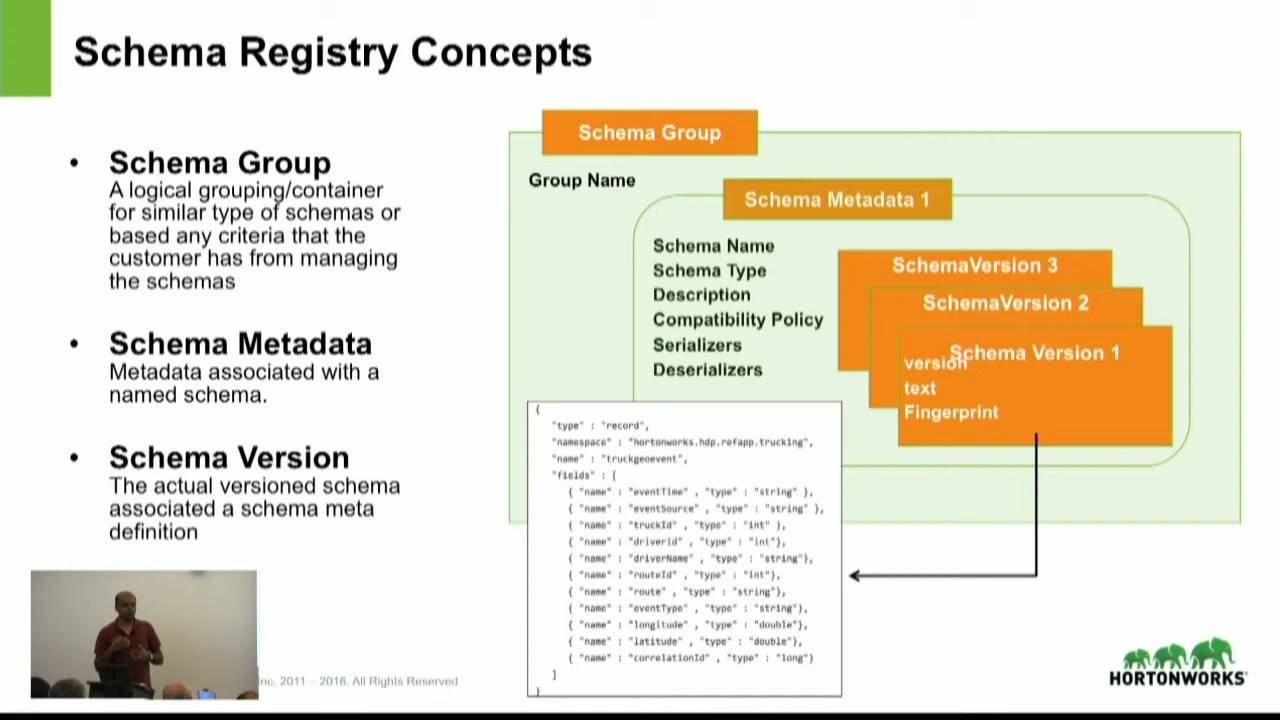 Schema Registry Concepts
• Schema Group
A logical grouping/container
for similar type of schemas or
based any criteria that the
customer has from managing
the schemas
• Schema Metadata
Metadata associated with a
named schema.
• Schema Version
The actual versioned schema
associated a schema meta
definition
Schema Group
Group Name
Schema Metadata 1
Schema Name
Schema Type
Description
Compatibility Policy
Serializers
Deserializers
SchemaVersion 3
SchemaVersion 2
Schema Version 1
version
text
Fingerprint
{
"type" : "record",
"namespace" : "hortonworks.hdp.refapp.trucking",
"name" : "truckgeoevent",
"fields" : [
{ "name" : "eventTime" , "type" : "string" },
{ "name" : "eventSource" , "type" : "string" },
{ "name" : "truckId" , "type" : "int" },
{ "name" : "driverId" , "type" : "int"},
{ "name" : "driverName" , "type" : "string"},
{ "name" : "routeId" , "type" : "int"},
{ "name" : "route" , "type" : "string"},
{ "name" : "eventType" , "type" : "string"},
{ "name" : "longitude" , "type" : "double"},
{ "name" : "latitude" , "type" : "double"},
{ "name" : "correlationId" , "type" : "long"}
]
}
Inc. 2011 – 2016. All Rights Reserved
HORTONWORKS